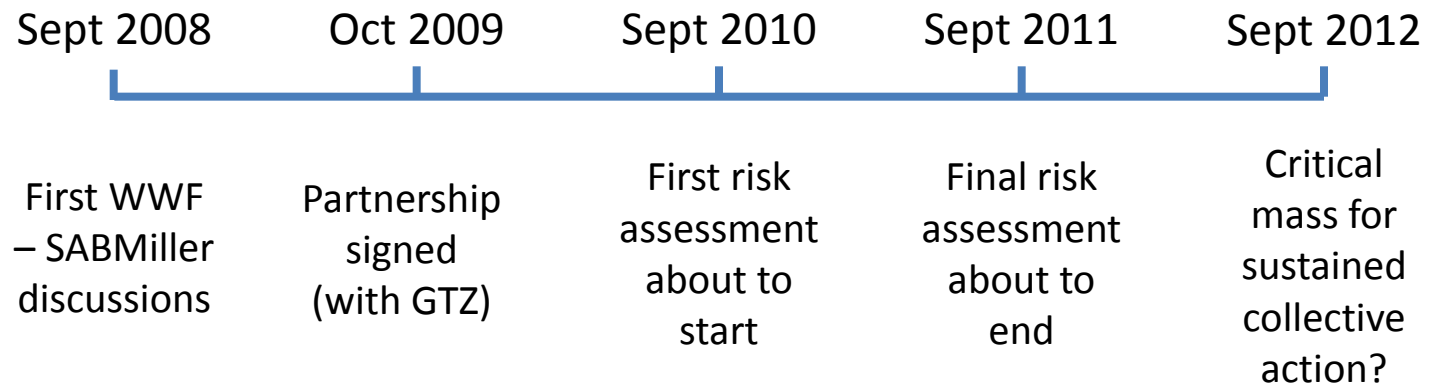 Sept 2008
Oct 2009
Sept 2010
Sept 2011
Sept 2012
First WWF
– SABMiller
discussions
Partnership
signed
(with GTZ)
First risk
assessment
about to
start
Final risk
assessment
about to
end
Critical
mass for
sustained
collective
action?